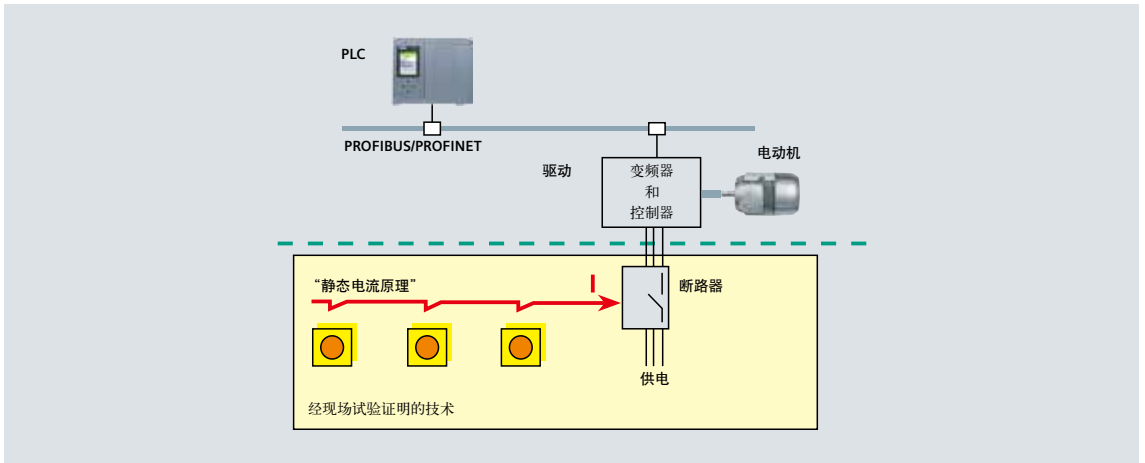 PLC
PROFIBUS/PROFINET
驱动
变频器
和
控制器
电动机
“静态电流原理”
I
断路器
供电
经现场试验证明的技术